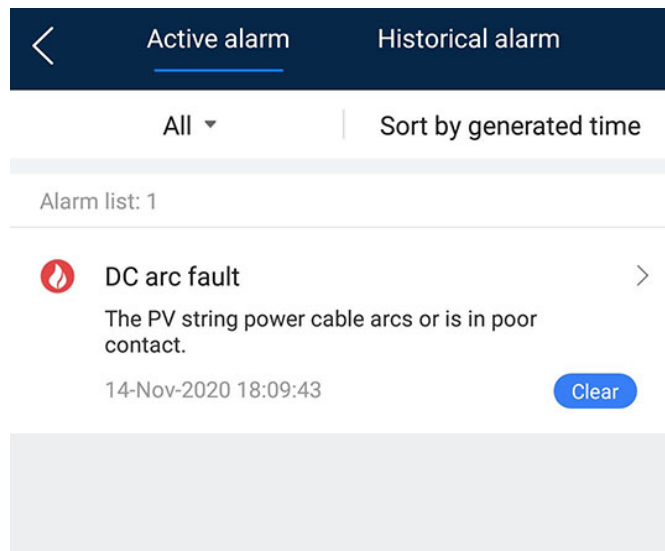 Active alarm Historical alarm
All Sort by generated time
Alarm list: 1
DC arc fault
The PV string power cable arcs or is in poor
contact.
14-Nov-2020 18:09:43 Clear